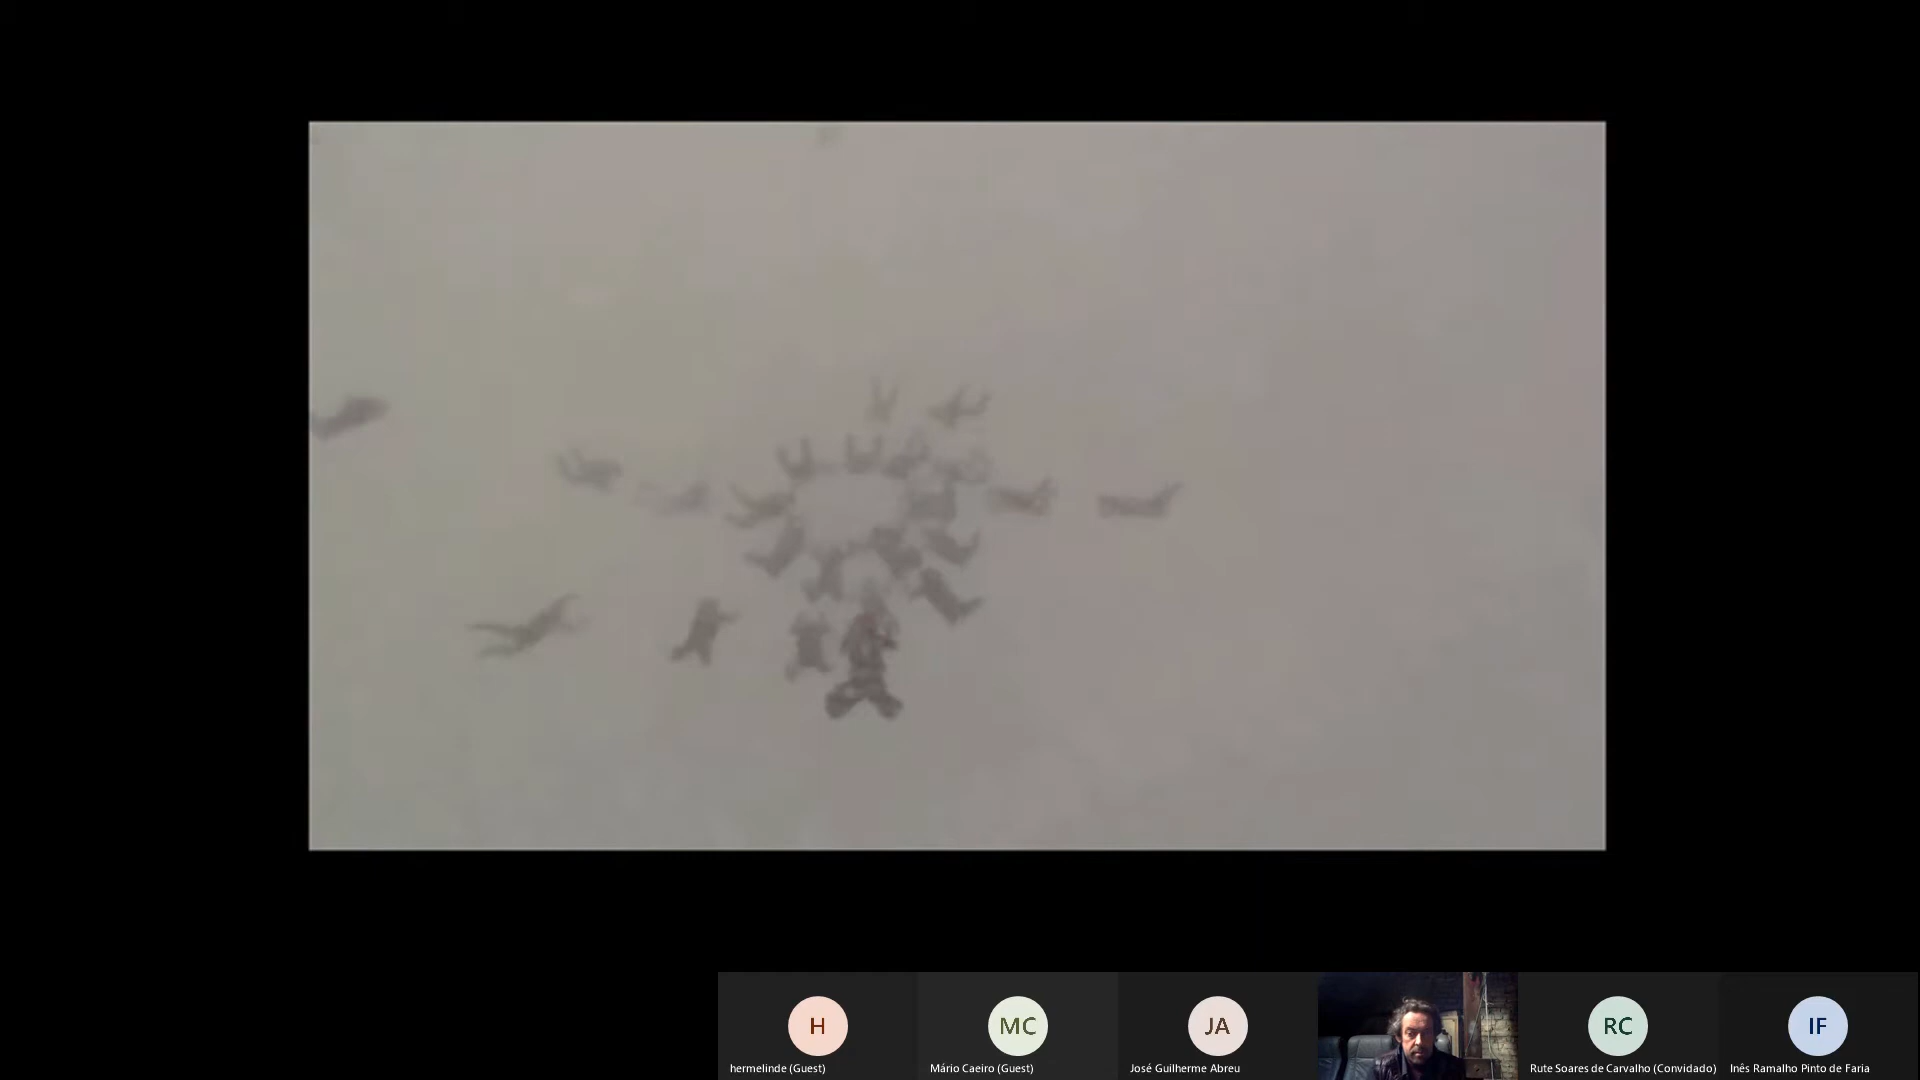 H
MC
JA
RC
IF
hermelinde (Guest)
Mário Caeiro (Guest)
José Guilherme Abreu
Rute Soares de Carvalho (Convidado)
Inês Ramalho Pinto de Faria